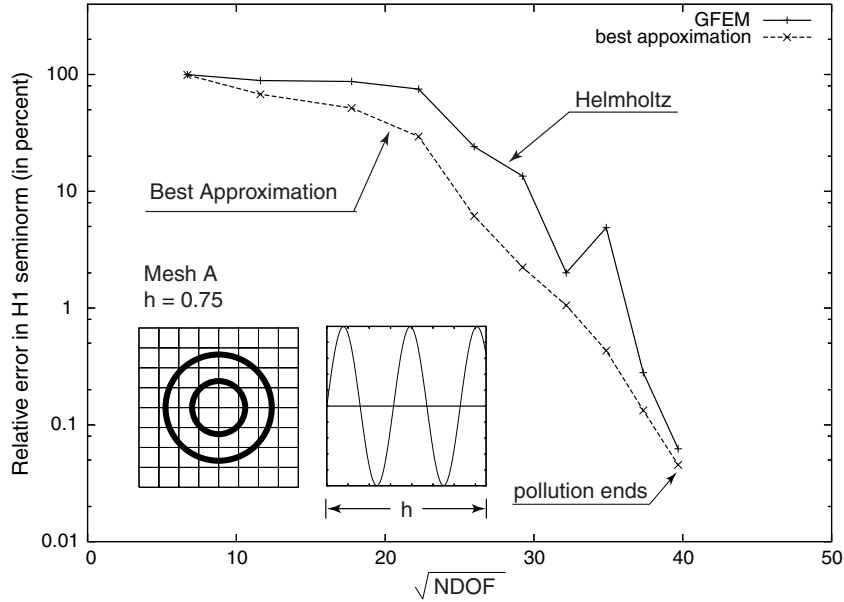 GFEM
best appoximation
Relative error in H1 seminorm (in percent)
100
10
1
0.1
0.01
Helmholtz
Best Approximation
Mesh A
h = 0.75
h
pollution ends
0
10
20
30
40
50
√NDOF